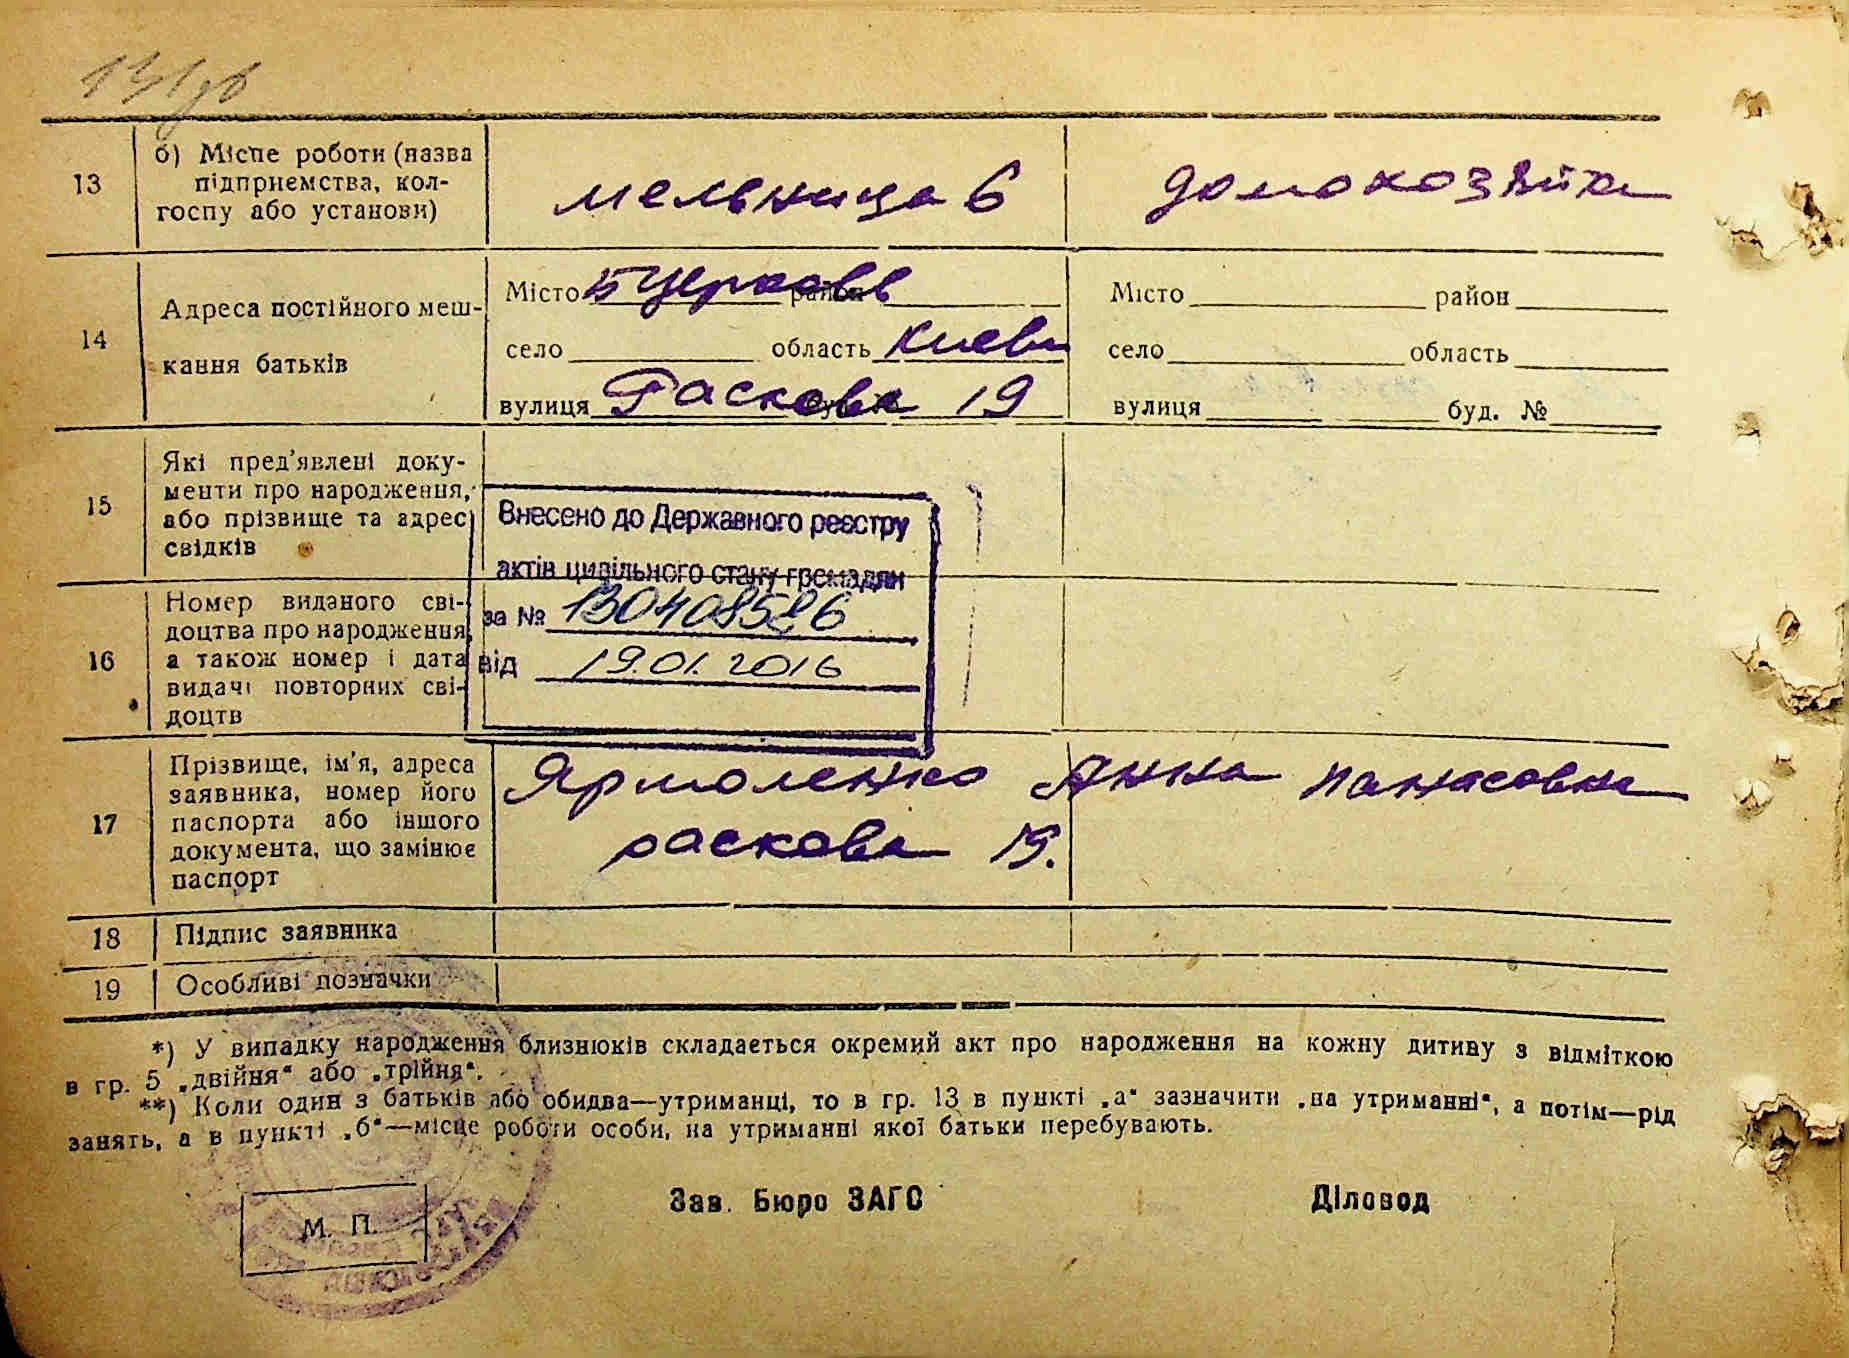 131об
13
б) Місце роботи (назва
підприємства, кол-
госпу або установи)
мельница 6
домохозяйка
14
Адреса постійного меш-
кання батьків
Місто Б Церковь район
село область Киевск
вулиця Раскова 19
Місто район
село область
вулиця буд. №
15
Які пред'явлені доку-
менти про народження,
або прізвище та адрес
свідків
Внесено до Державного реєстру
актів цивільного стану громадян
за № 130408586
від 19.01.2016
16
Номер виданого сві-
доцтва про народження,
а також номер і дата
видачі повторних сві-
доцтв
17
Прізвище, ім'я, адреса
заявника, номер його
паспорта або іншого
документа, що замінює
паспорт
Ярмоленко Анна Панасовна
Раскова 19.
18 Підпис заявника
19 Особливі позначки
*) У випадку народження близнюків складається окремий акт про народження на кожну дитину з відміткою
в гр. 5 „двійня“ або „трійня“.
**) Коли один з батьків або обидва—утриманці, то в гр. 13 в пункті „а“ зазначити „на утриманні“, а потім—рід
занять, а в пункті „б“—місце роботи особи, на утриманні якої батьки перебувають.
М. П.
Зав. Бюро ЗАГС
Діловод